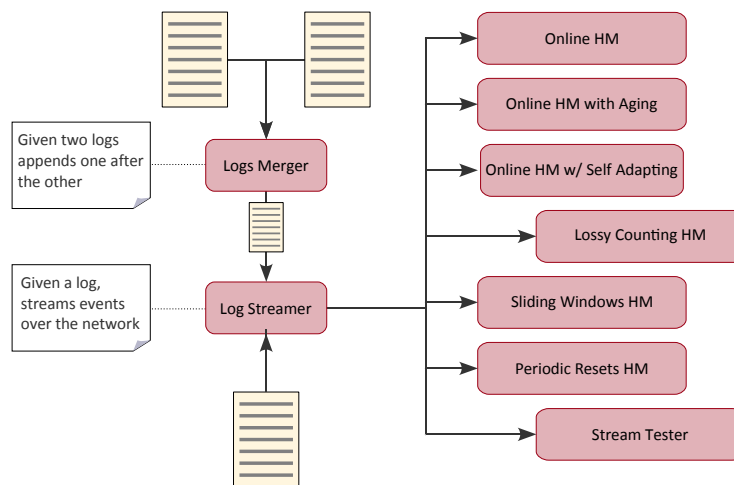 Online HM
Online HM with Aging
Given two logs
appends one after
the other
Logs Merger
Online HM w/ Self Adapting
Lossy Counting HM
Given a log,
streams events
over the network
Log Streamer
Sliding Windows HM
Periodic Resets HM
Stream Tester